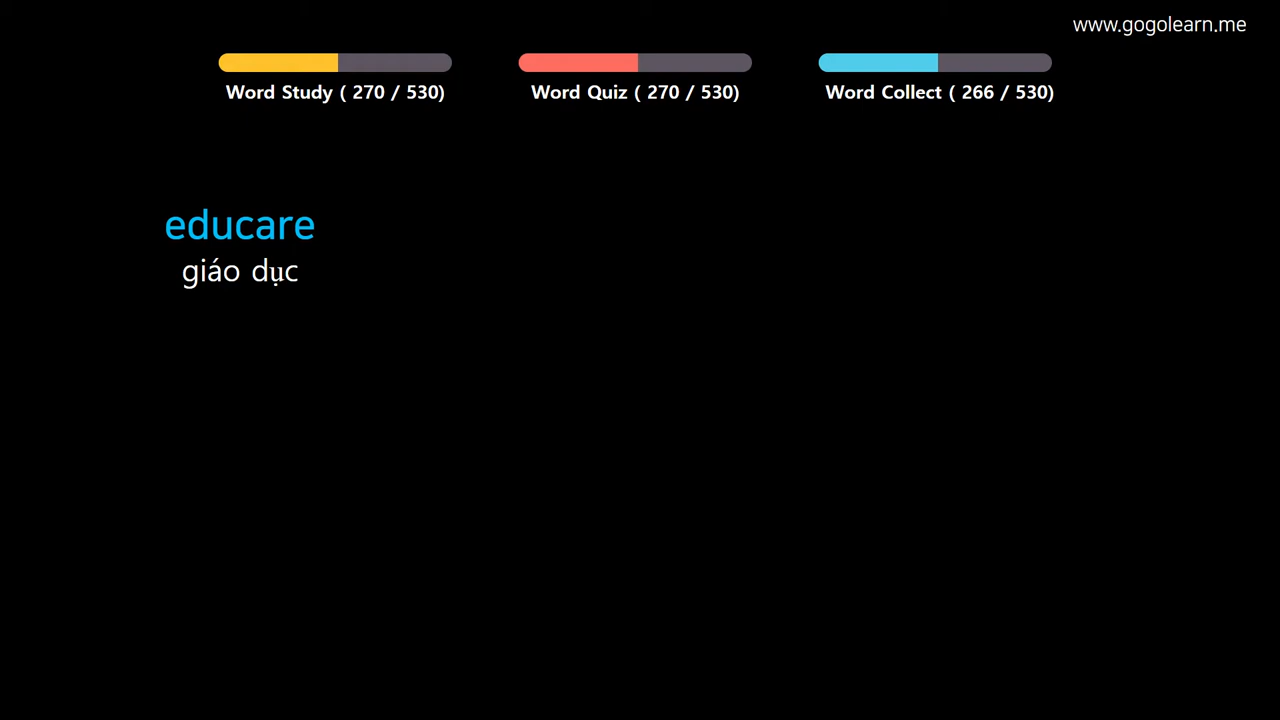 www.gogolearn.me
Word Study ( 270 / 530)
Word Quiz ( 270 / 530)
Word Collect ( 266 / 530)
educare
giáo dục